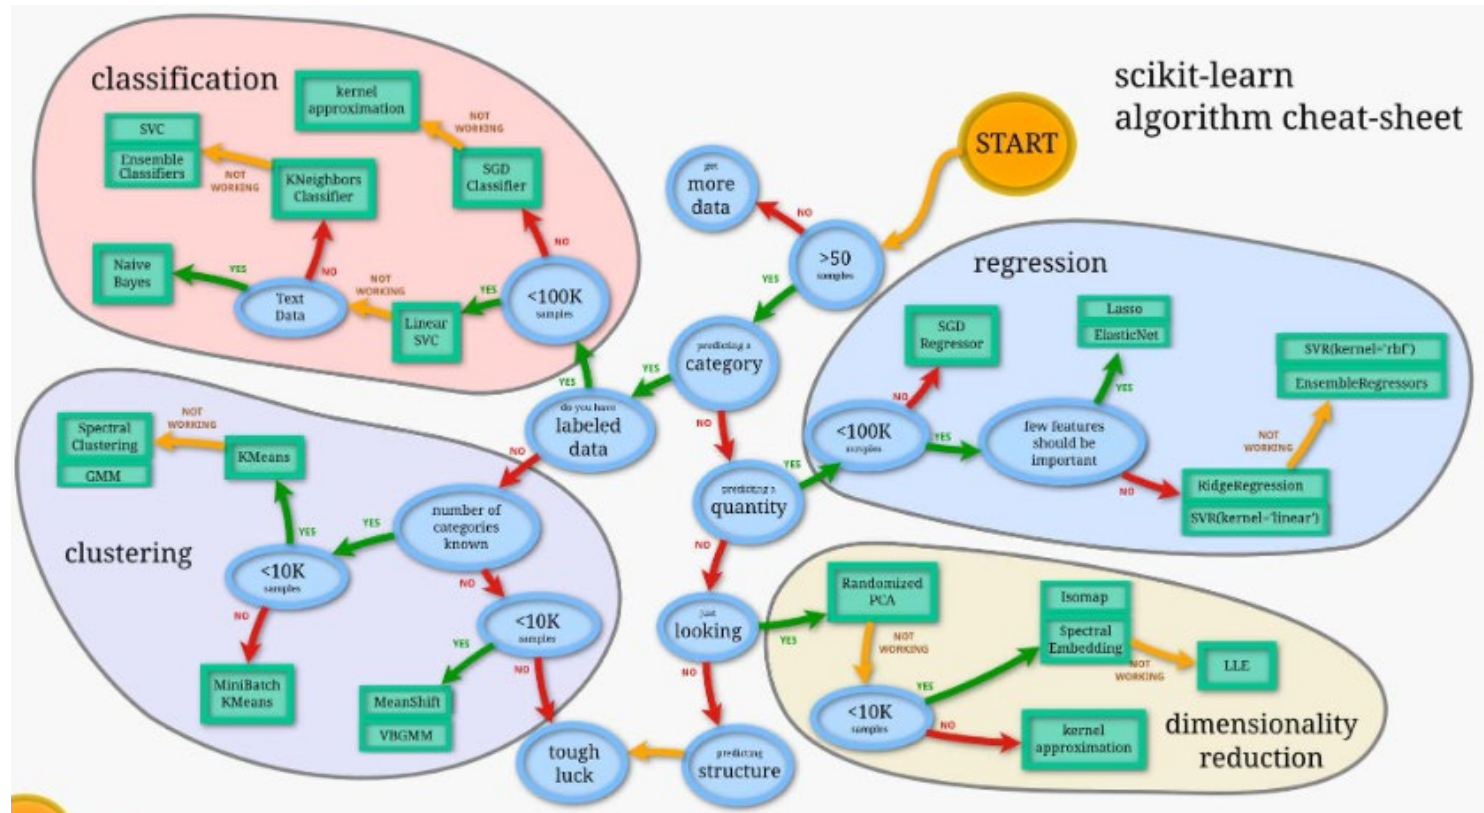 scikit-learn
algorithm cheat-sheet
START
classification
kernel
approximation
NOT
WORKING
SVC
Ensemble
Classifiers
NOT
WORKING
KNeighbors
Classifier
SGD
Classifier
NO
NO
Naive
Bayes
YES
Text
Data
NOT
WORKING
Linear
SVC
YES
<100K
samples
YES
get
more
data
NO
>50
samples
YES
predicting a
category
YES
do you have
labeled
data
NO
NO
predicting a
quantity
YES
NO
just
looking
YES
NO
predicting
structure
tough
luck
regression
SGD
Regressor
NO
<100K
samples
YES
few features
should be
important
YES
Lasso
ElasticNet
NO
RidgeRegression
SVR(kernel='linear')
NOT
WORKING
SVR(kernel='rbf')
EnsembleRegressors
clustering
Spectral
Clustering
GMM
NOT
WORKING
KMeans
YES
<10K
samples
YES
number of
categories
known
NO
NO
MiniBatch
KMeans
<10K
samples
YES
NO
MeanShift
VBGMM
Randomized
PCA
NOT
WORKING
<10K
samples
YES
NO
Isomap
Spectral
Embedding
NOT
WORKING
LLE
kernel
approximation
dimensionality
reduction